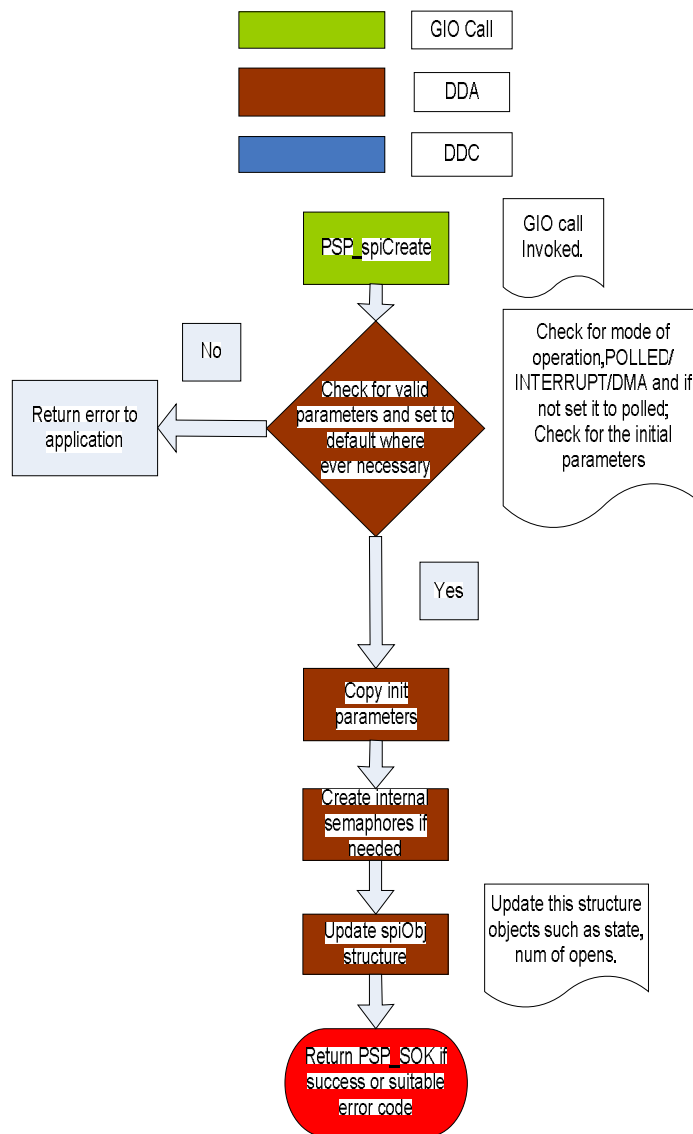 GIO Call
DDA
DDC
PSP_spiCreate
GIO call
Invoked.
No
Check for valid
parameters and set to
default where
ever necessary
Check for mode of
operation,POLLED/
INTERRUPT/DMA and if
not set it to polled;
Check for the initial
parameters
Return error to
application
Yes
Copy init
parameters
Create internal
semaphores if
needed
Update spiObj
structure
Update this structure
objects such as state,
num of opens.
Return PSP_SOK if
success or suitable
error code